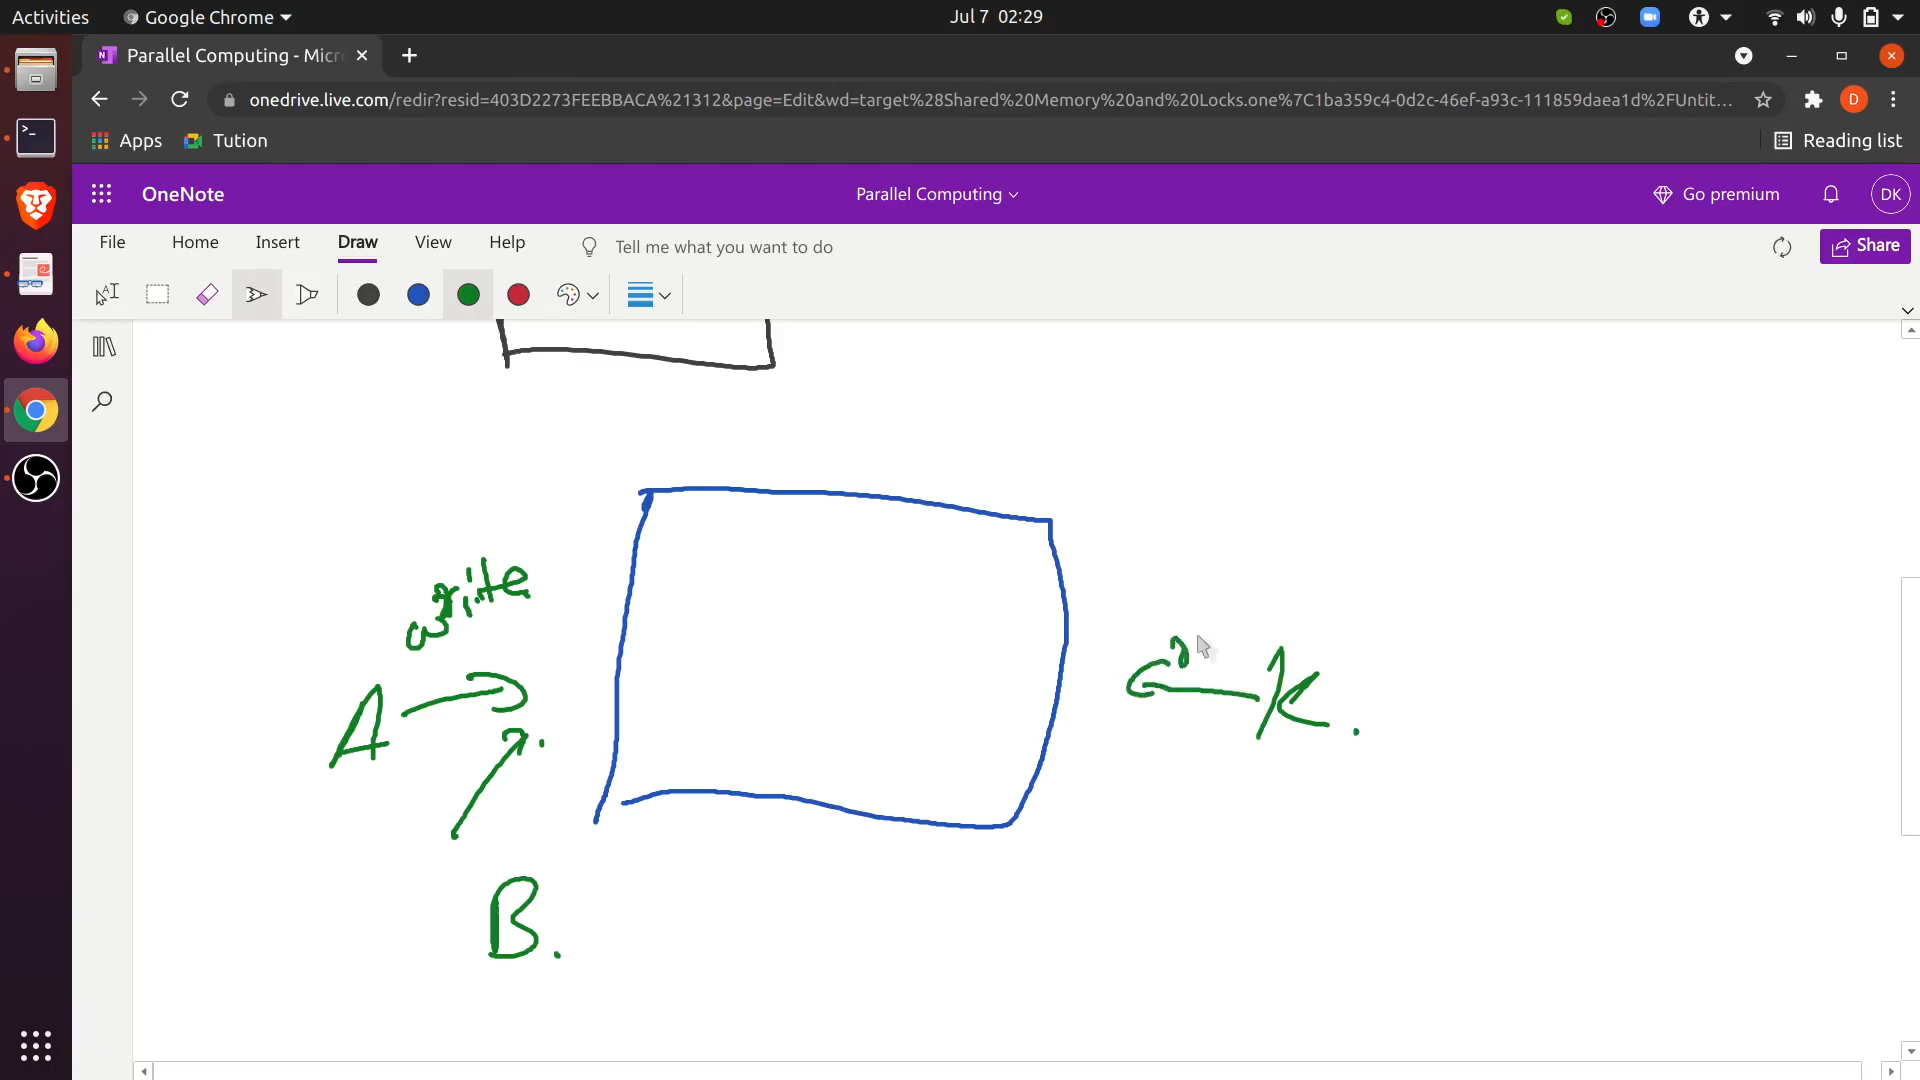 Activities Google Chrome Jul 7 02:29
Parallel Computing - Micr
onedrive.live.com/redir?resid=403D2273FEEBBACA%21312&page=Edit&wd=target%28Shared%20Memory%20and%20Locks.one%7C1ba359c4-0d2c-46ef-a93c-111859daea1d%2FUntit... D
Apps Tution Reading list
OneNote Parallel Computing Go premium DK
File Home Insert Draw View Help Tell me what you want to do Share
write
A K.
B.